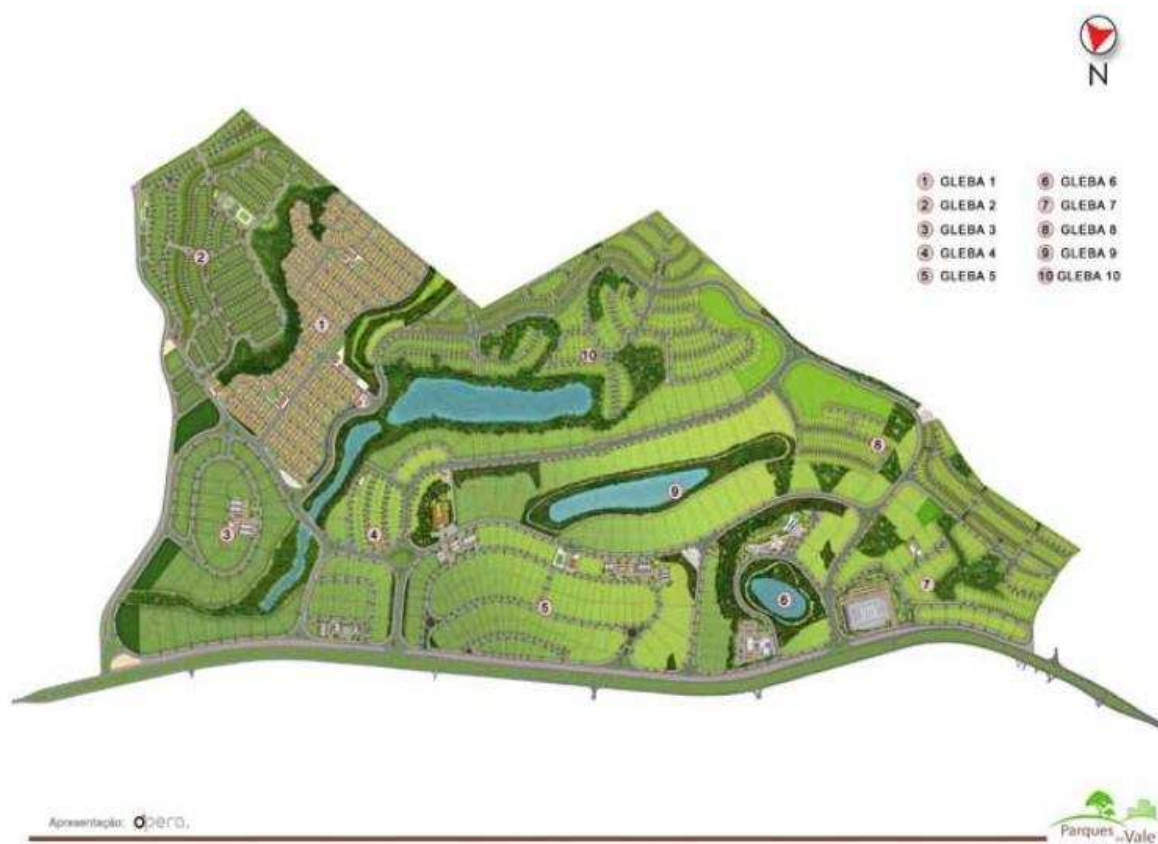 N
1 GLEBA 1
2 GLEBA 2
3 GLEBA 3
4 GLEBA 4
5 GLEBA 5
6 GLEBA 6
7 GLEBA 7
8 GLEBA 8
9 GLEBA 9
10 GLEBA 10
2
1
10
8
9
3
4
5
6
7
Apresentação: Opera.
Parques do Vale